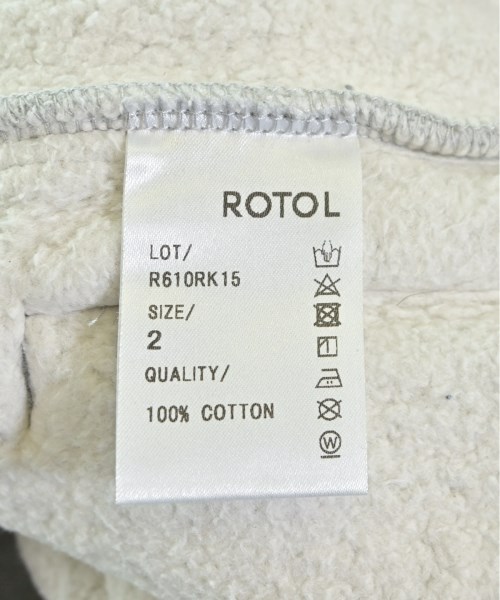 ROTOL
LOT/
R610RK15
SIZE/
2
QUALITY/
100% COTTON
W